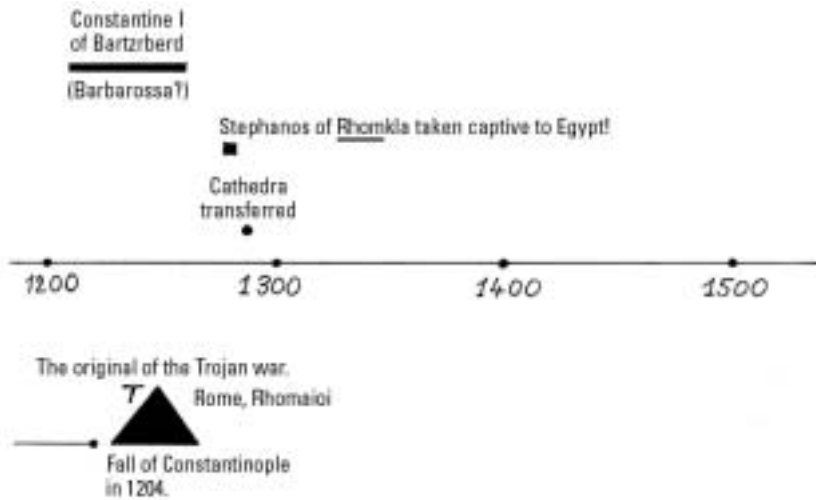 Constantine I
of Bartzrberd
(Barbarossa?)
Stephanos of Rhomkla taken captive to Egypt!
Cathedra
transferred
1200 1300 1400 1500
The original of the Trojan war.
T Rome, Rhomaioi
Fall of Constantinople
in 1204.